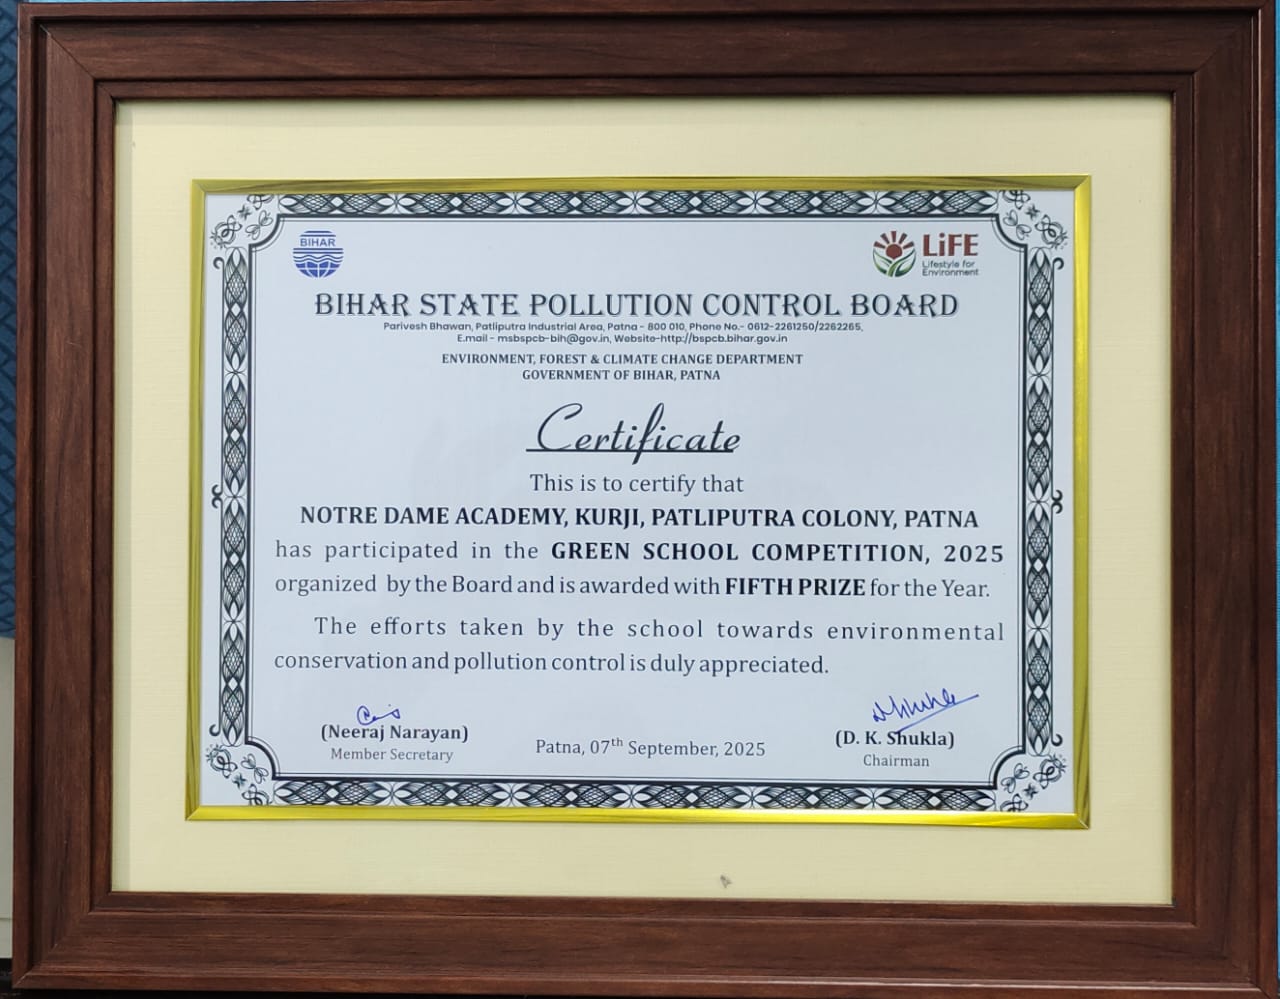 BIHAR
LiFE
Lifestyle for
Environment
BIHAR STATE POLLUTION CONTROL BOARD
Parivesh Bhawan, Patliputra Industrial Area, Patna - 800 010, Phone No.- 0612-2261250/2262265,
E.mail - msbspcb-bih@gov.in, Website-http://bspcb.bihar.gov.in
ENVIRONMENT, FOREST & CLIMATE CHANGE DEPARTMENT
GOVERNMENT OF BIHAR, PATNA
Certificate
This is to certify that
NOTRE DAME ACADEMY, KURJI, PATLIPUTRA COLONY, PATNA
has participated in the GREEN SCHOOL COMPETITION, 2025
organized by the Board and is awarded with FIFTH PRIZE for the Year.
The efforts taken by the school towards environmental
conservation and pollution control is duly appreciated.
(Neeraj Narayan)
Member Secretary
Patna, 07th September, 2025
(D. K. Shukla)
Chairman